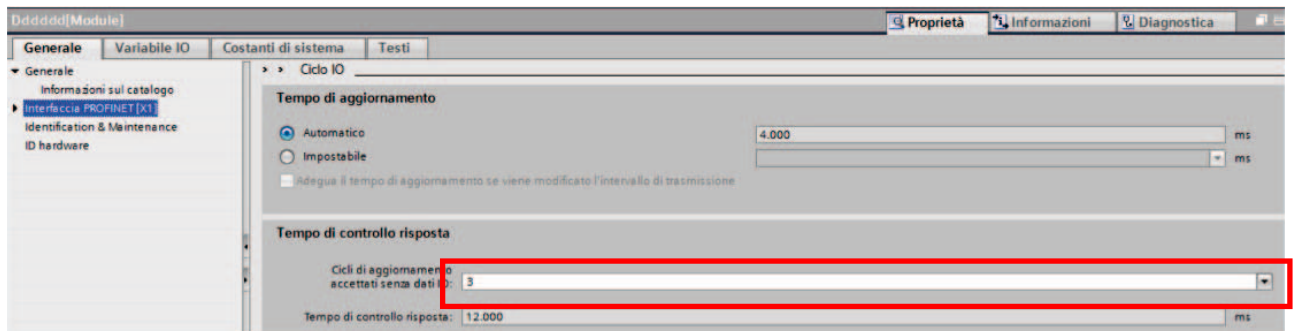 Dddddd[Module]
Proprietà
Informazioni
Diagnostica
Generale
Variabile IO
Costanti di sistema
Testi
Generale
Informazioni sul catalogo
Interfaccia PROFINET [X1]
Identification & Maintenance
ID hardware
Ciclo IO
Tempo di aggiornamento
Automatico
4.000 ms
Impostabile
ms
Adegua il tempo di aggiornamento se viene modificato l'intervallo di trasmissione
Tempo di controllo risposta
Cicli di aggiornamento
accettati senza dati IO: 3
Tempo di controllo risposta: 12.000 ms